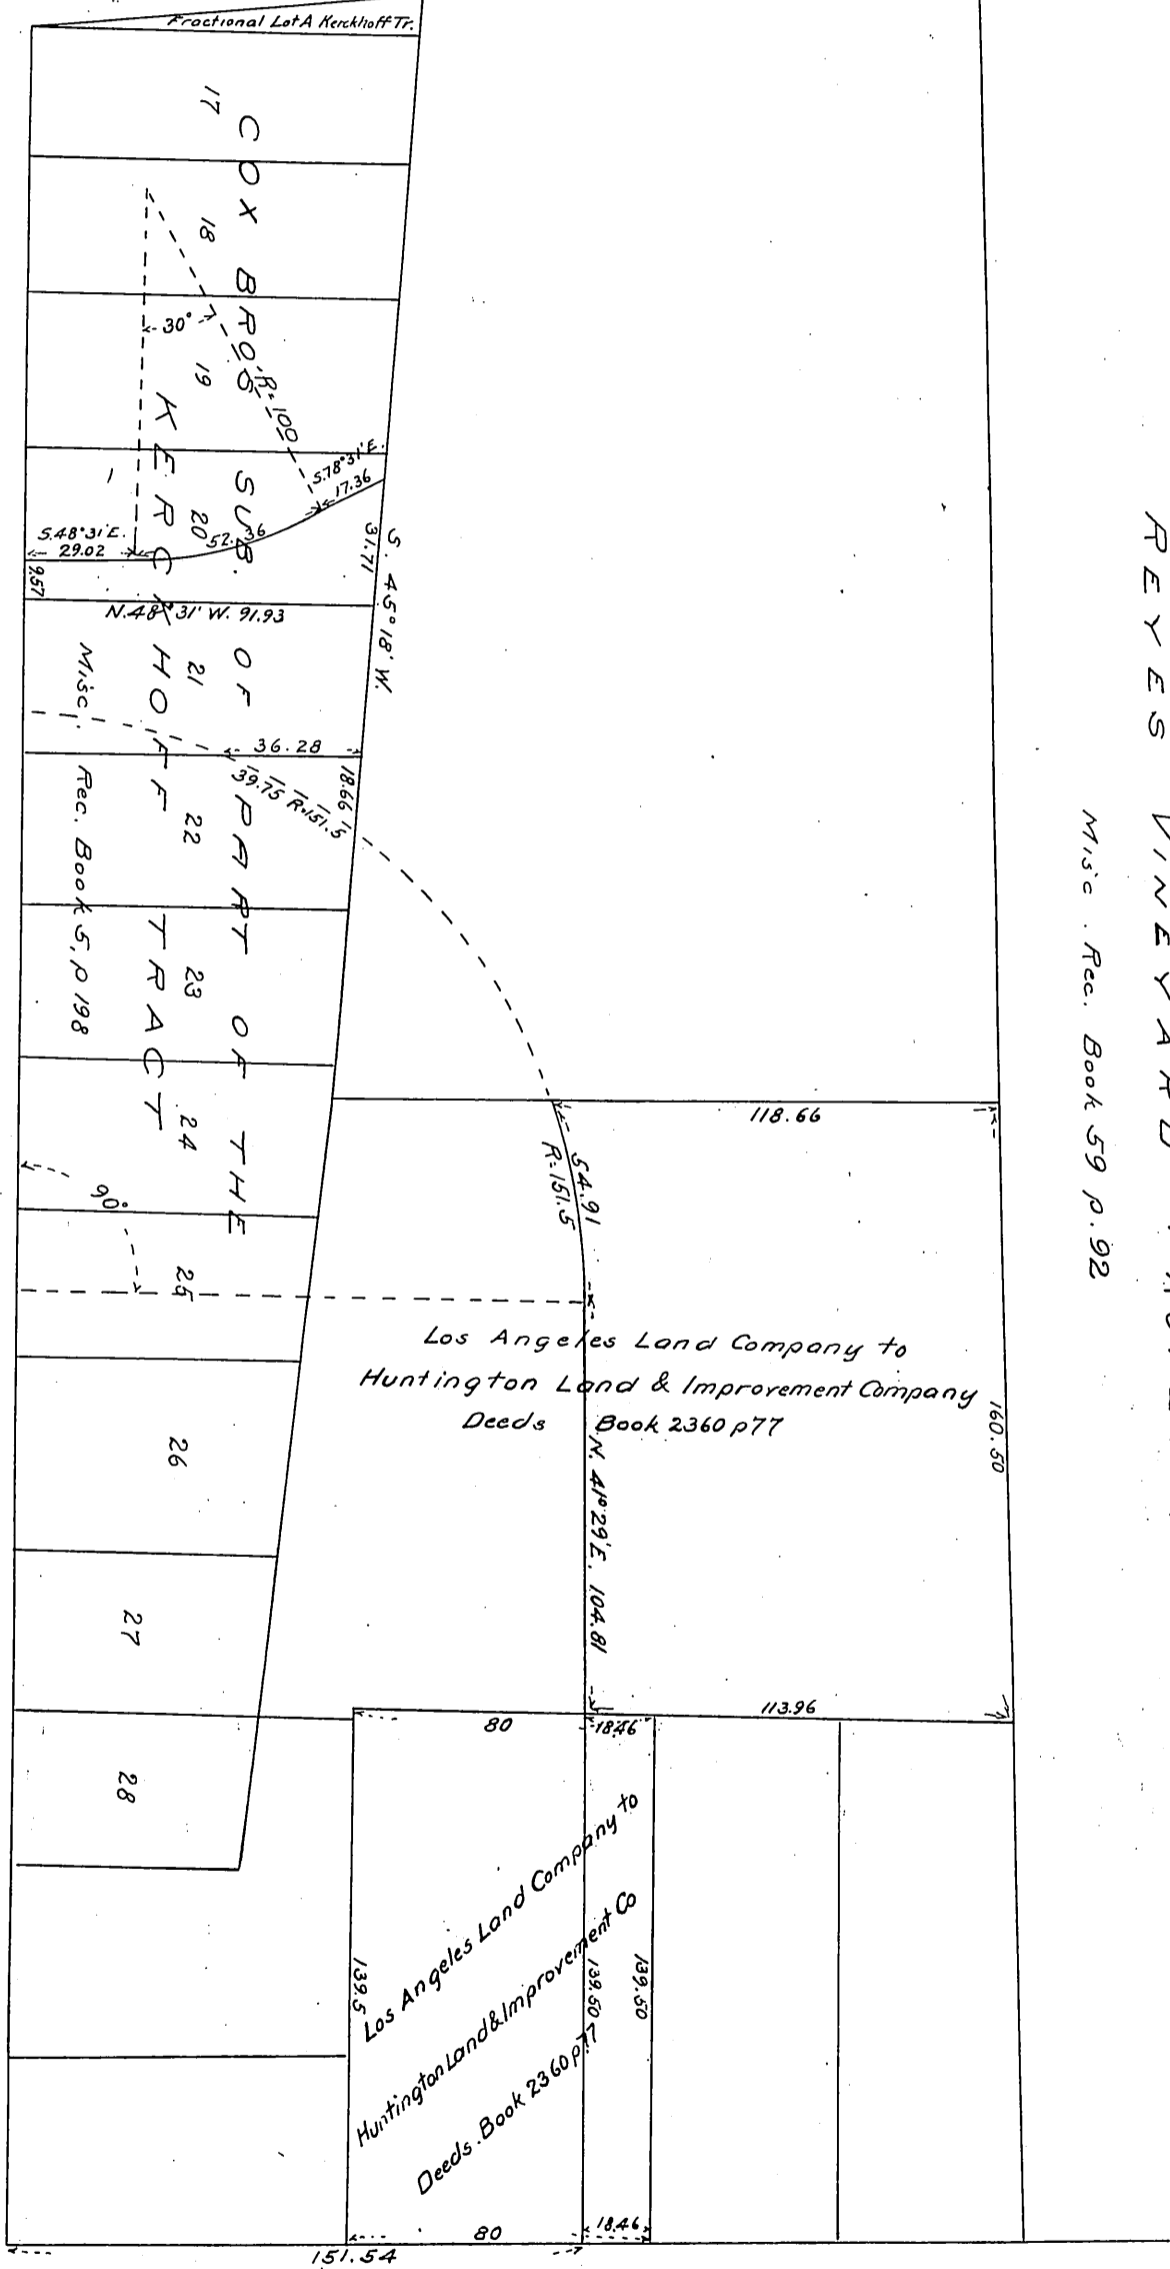 Fractional Lot A Kerckhoff Tr.
COX BROS SUB. OF PART OF THE
KERCKHOFF TRACT
Misc. Rec. Book 5, p 198
17
18
19
20
21
22
23
24
25
26
27
28
30°
R=100
S.78°31'E.
17.36
S.48°31'E.
29.02
52.36
31.71
S. 45°18' W.
9.57
N.48°31' W. 91.93
36.28
18.66
39.75 R=151.5
90°
118.66
54.91
R=151.5
REYES VINEYARD
Misc. Rec. Book 59 p. 92
Los Angeles Land Company to
Huntington Land & Improvement Company
Deeds Book 2360 p77
160.50
N. 41°29'E. 104.81
113.96
80
18.46
Los Angeles Land Company to
Huntington Land & Improvement Co
Deeds. Book 2360 p77
139.5
139.50
139.50
80
18.46
151.54